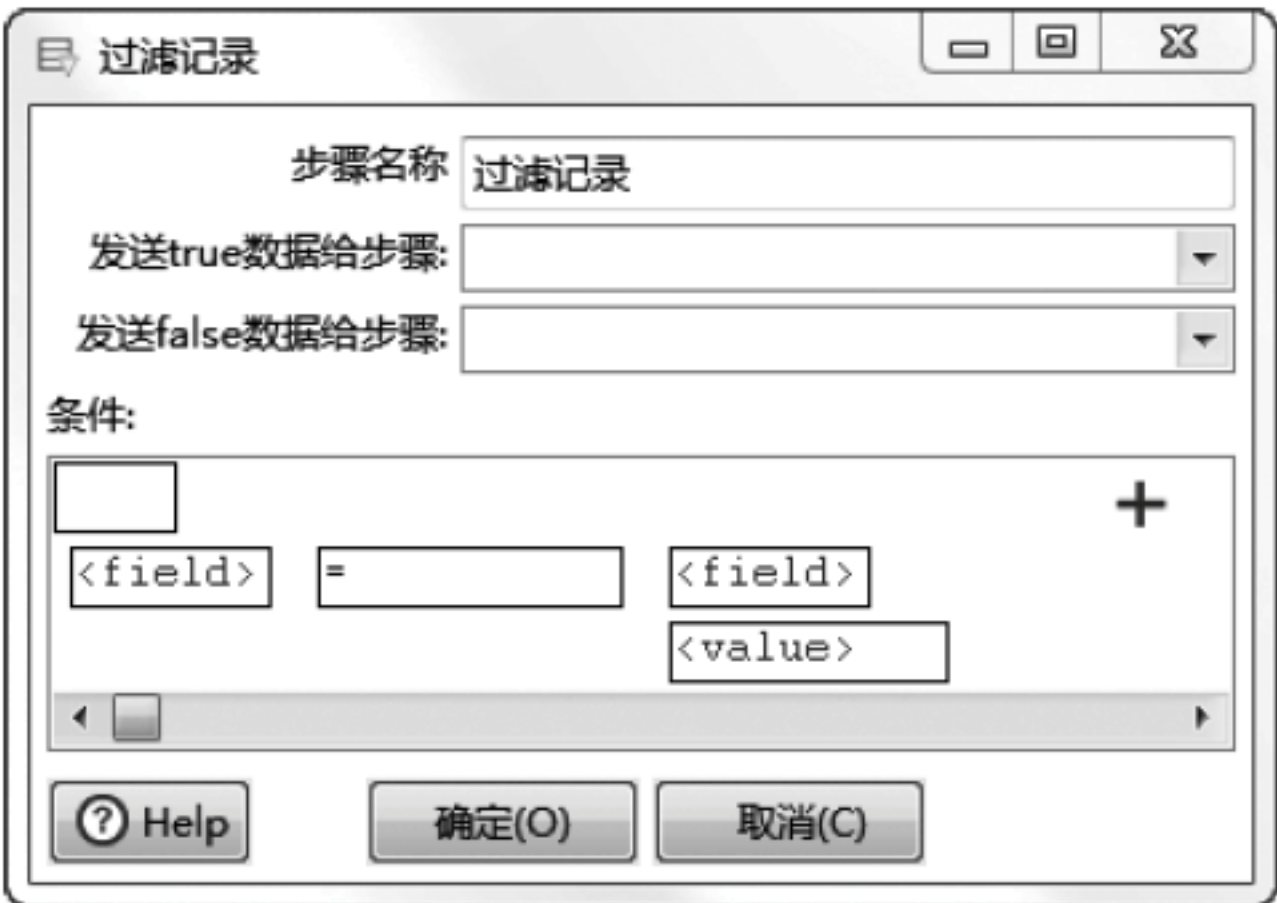 过滤记录
步骤名称 过滤记录
发送true数据给步骤:
发送false数据给步骤:
条件:
<field> = <field>
<value>
Help 确定(O) 取消(C)